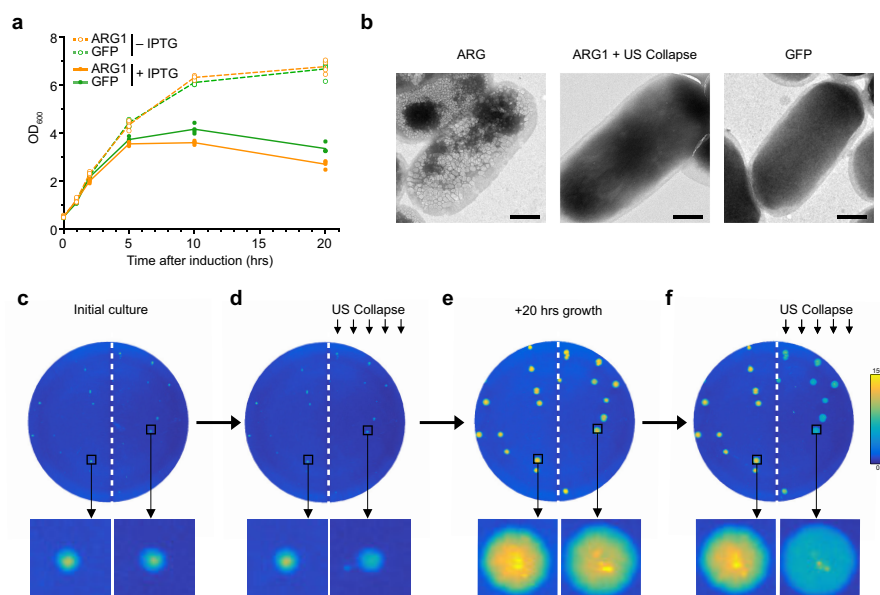 a
ARG1
GFP
– IPTG
ARG1
GFP
+ IPTG
8
6
4
2
0
OD600
0
5
10
15
20
Time after induction (hrs)
b
ARG
ARG1 + US Collapse
GFP
c
Initial culture
d
US Collapse
e
+20 hrs growth
f
US Collapse
0